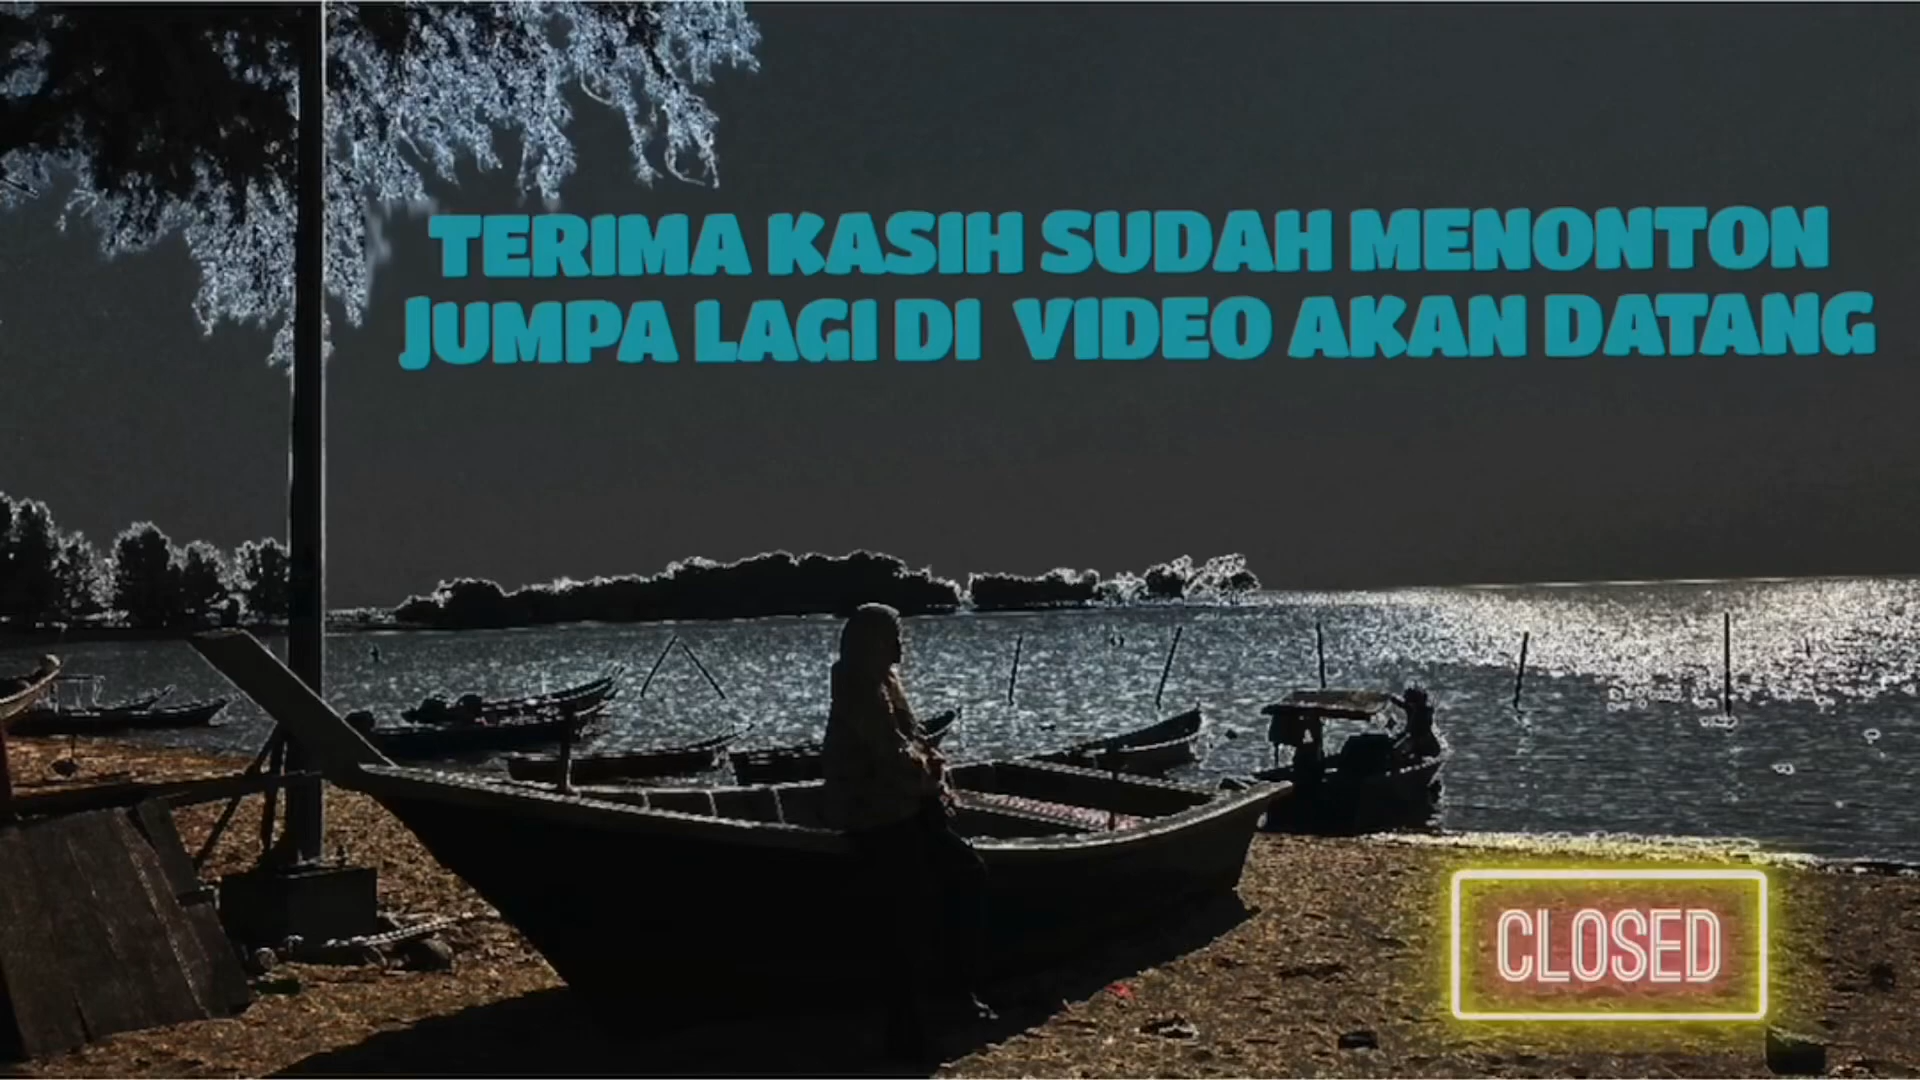 TERIMA KASIH SUDAH MENONTON
JUMPA LAGI DI VIDEO AKAN DATANG
CLOSED